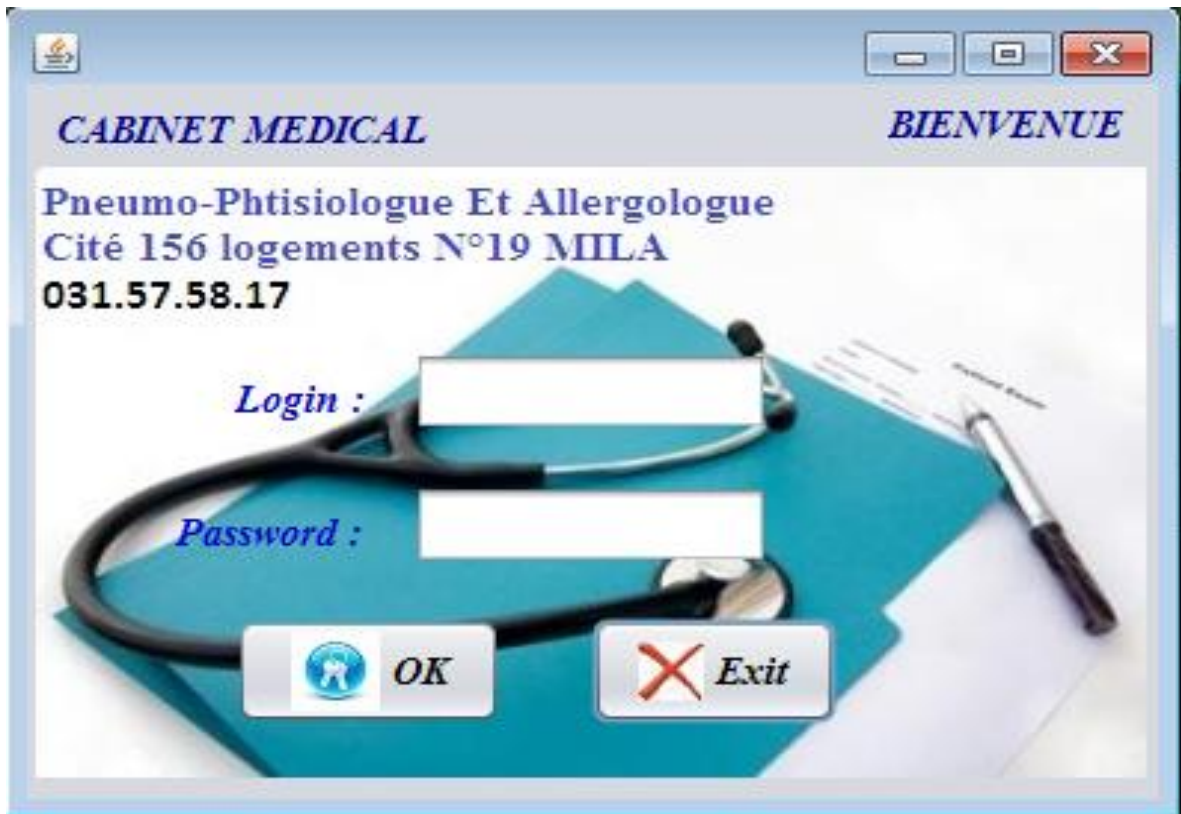 CABINET MEDICAL
BIENVENUE
Pneumo-Phtisiologue Et Allergologue
Cité 156 logements N°19 MILA
031.57.58.17
Login :
Password :
OK
Exit